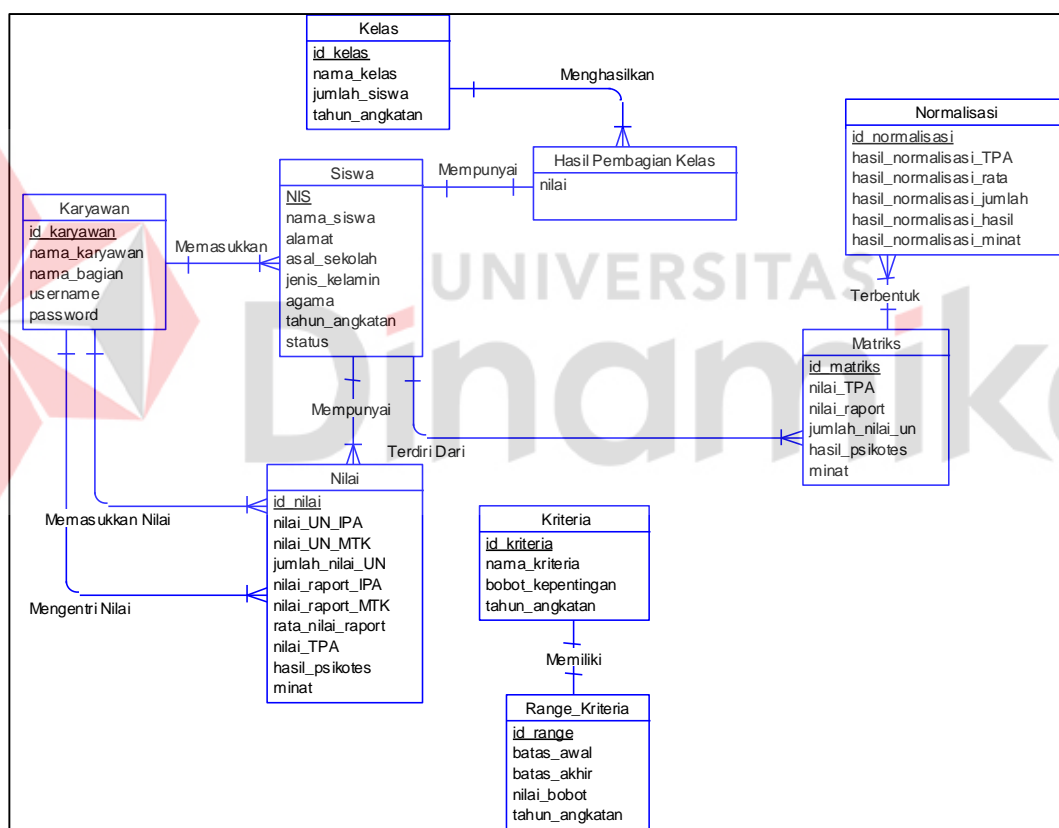 Kelas
id_kelas
nama_kelas
jumlah_siswa
tahun_angkatan
Menghasilkan
Normalisasi
id_normalisasi
hasil_normalisasi_TPA
hasil_normalisasi_rata
hasil_normalisasi_jumlah
hasil_normalisasi_hasil
hasil_normalisasi_minat
Hasil Pembagian Kelas
nilai
Mempunyai
Siswa
NIS
nama_siswa
alamat
asal_sekolah
jenis_kelamin
agama
tahun_angkatan
status
Karyawan
id_karyawan
nama_karyawan
nama_bagian
username
password
Memasukkan
UNIVERSITAS
Dinamika
Terbentuk
Matriks
id_matriks
nilai_TPA
nilai_raport
jumlah_nilai_un
hasil_psikotes
minat
Mempunyai
Terdiri Dari
Nilai
id_nilai
nilai_UN_IPA
nilai_UN_MTK
jumlah_nilai_UN
nilai_raport_IPA
nilai_raport_MTK
rata_nilai_raport
nilai_TPA
hasil_psikotes
minat
Memasukkan Nilai
Mengentri Nilai
Kriteria
id_kriteria
nama_kriteria
bobot_kepentingan
tahun_angkatan
Memiliki
Range_Kriteria
id_range
batas_awal
batas_akhir
nilai_bobot
tahun_angkatan